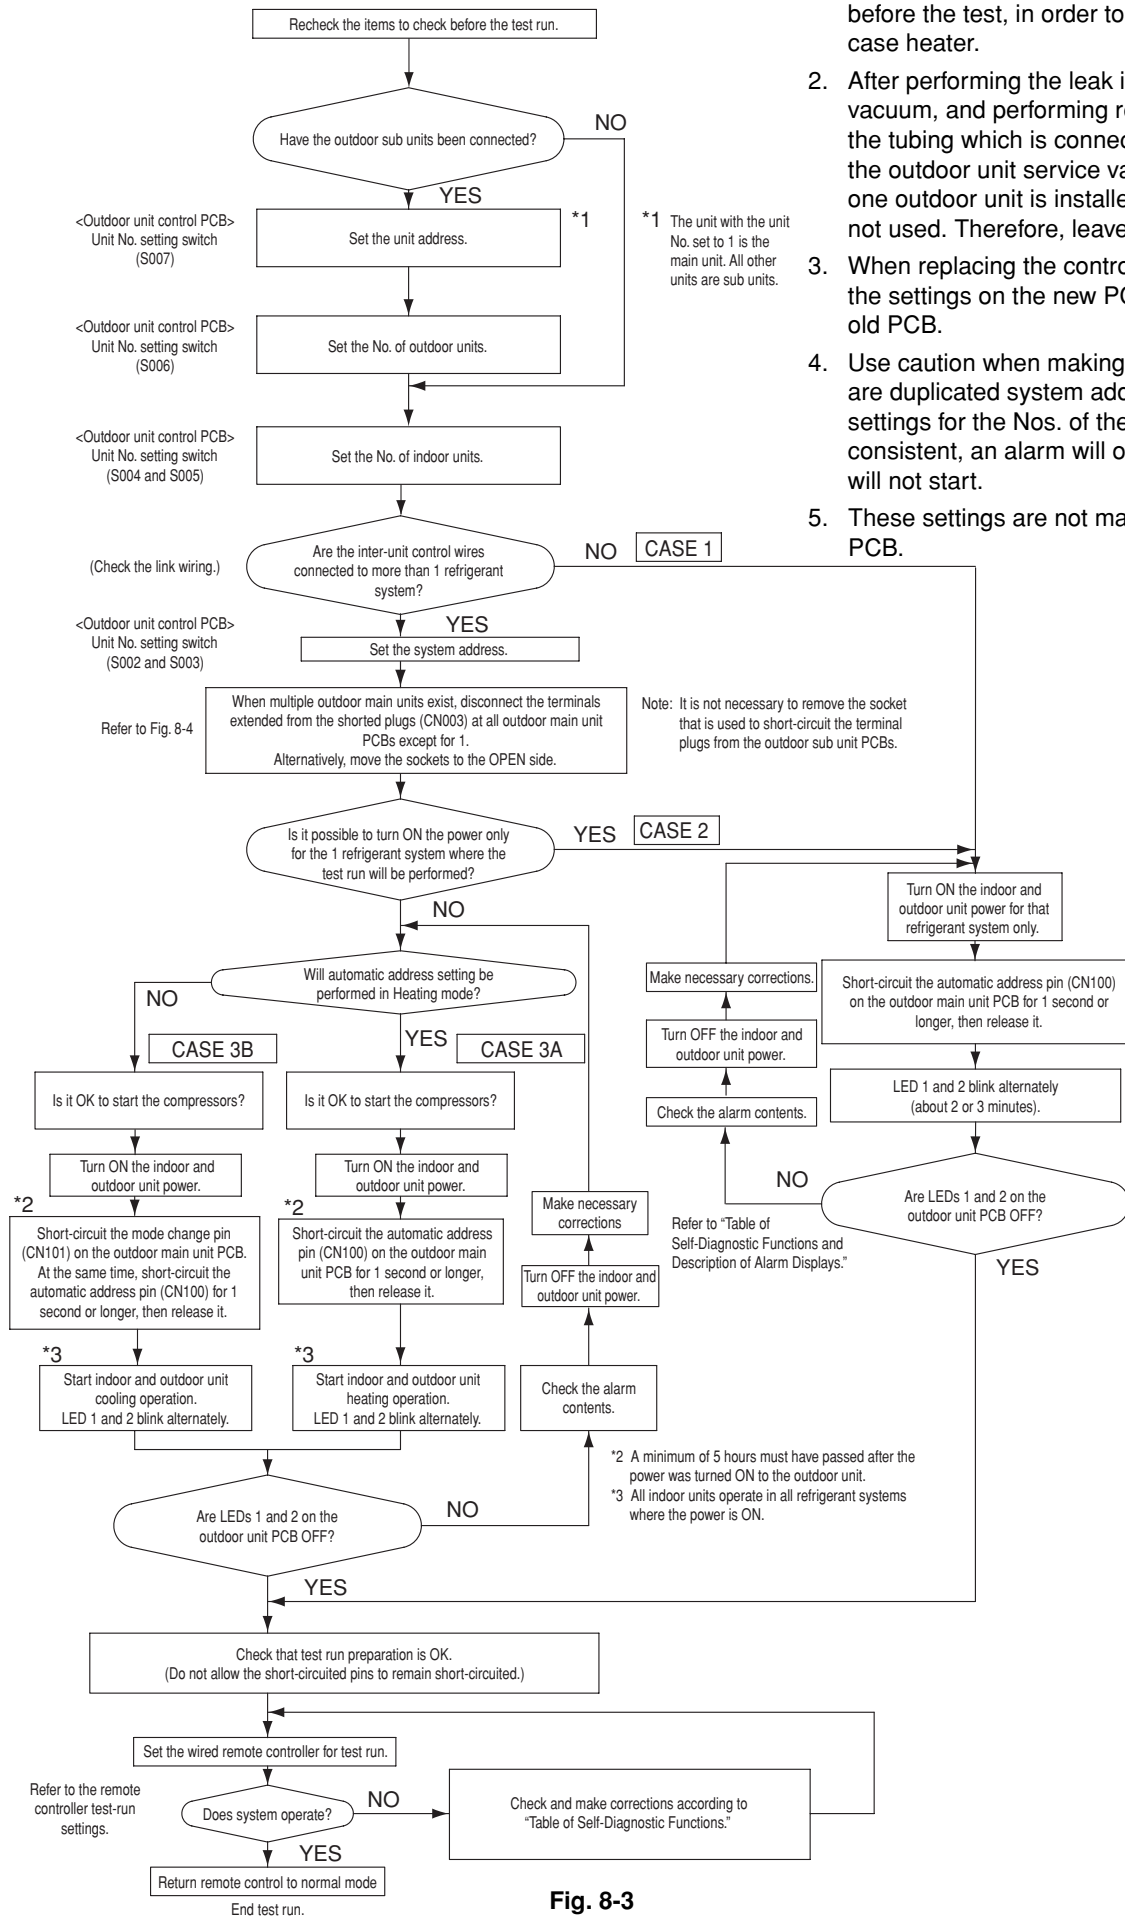 Recheck the items to check before the test run.
Have the outdoor sub units been connected?
NO
YES
<Outdoor unit control PCB>
Unit No. setting switch
(S007)
Set the unit address.
*1
*1 The unit with the unit
No. set to 1 is the
main unit. All other
units are sub units.
<Outdoor unit control PCB>
Unit No. setting switch
(S006)
Set the No. of outdoor units.
<Outdoor unit control PCB>
Unit No. setting switch
(S004 and S005)
Set the No. of indoor units.
(Check the link wiring.)
Are the inter-unit control wires
connected to more than 1 refrigerant
system?
NO
CASE 1
YES
<Outdoor unit control PCB>
Unit No. setting switch
(S002 and S003)
Set the system address.
Refer to Fig. 8-4
When multiple outdoor main units exist, disconnect the terminals
extended from the shorted plugs (CN003) at all outdoor main unit
PCBs except for 1.
Alternatively, move the sockets to the OPEN side.
Note: It is not necessary to remove the socket
that is used to short-circuit the terminal
plugs from the outdoor sub unit PCBs.
Is it possible to turn ON the power only
for the 1 refrigerant system where the
test run will be performed?
YES
CASE 2
NO
Will automatic address setting be
performed in Heating mode?
NO
YES
CASE 3B
CASE 3A
Is it OK to start the compressors?
Is it OK to start the compressors?
Turn ON the indoor and
outdoor unit power.
Turn ON the indoor and
outdoor unit power.
*2
Short-circuit the mode change pin
(CN101) on the outdoor main unit PCB.
At the same time, short-circuit the
automatic address pin (CN100) for 1
second or longer, then release it.
*2
Short-circuit the automatic address
pin (CN100) on the outdoor main
unit PCB for 1 second or longer,
then release it.
*3
Start indoor and outdoor unit
cooling operation.
LED 1 and 2 blink alternately.
*3
Start indoor and outdoor unit
heating operation.
LED 1 and 2 blink alternately.
Make necessary
corrections
Turn OFF the indoor and
outdoor unit power.
Check the alarm
contents.
Are LEDs 1 and 2 on the
outdoor unit PCB OFF?
NO
YES
*2 A minimum of 5 hours must have passed after the
power was turned ON to the outdoor unit.
*3 All indoor units operate in all refrigerant systems
where the power is ON.
Turn ON the indoor and
outdoor unit power for that
refrigerant system only.
Short-circuit the automatic address pin (CN100)
on the outdoor main unit PCB for 1 second or
longer, then release it.
LED 1 and 2 blink alternately
(about 2 or 3 minutes).
Are LEDs 1 and 2 on the
outdoor unit PCB OFF?
NO
YES
Make necessary corrections.
Turn OFF the indoor and
outdoor unit power.
Check the alarm contents.
Refer to “Table of
Self-Diagnostic Functions and
Description of Alarm Displays.”
Check that test run preparation is OK.
(Do not allow the short-circuited pins to remain short-circuited.)
Set the wired remote controller for test run.
Refer to the remote
controller test-run
settings.
Does system operate?
NO
YES
Check and make corrections according to
“Table of Self-Diagnostic Functions.”
Return remote control to normal mode
End test run.
Fig. 8-3
before the test, in order to
case heater.
2. After performing the leak
vacuum, and performing
the tubing which is
the outdoor unit service
one outdoor unit is
not used. Therefore, leave
3. When replacing the
the settings on the new
old PCB.
4. Use caution when making
are duplicated system
settings for the Nos. of the
consistent, an alarm will
will not start.
5. These settings are not
PCB.